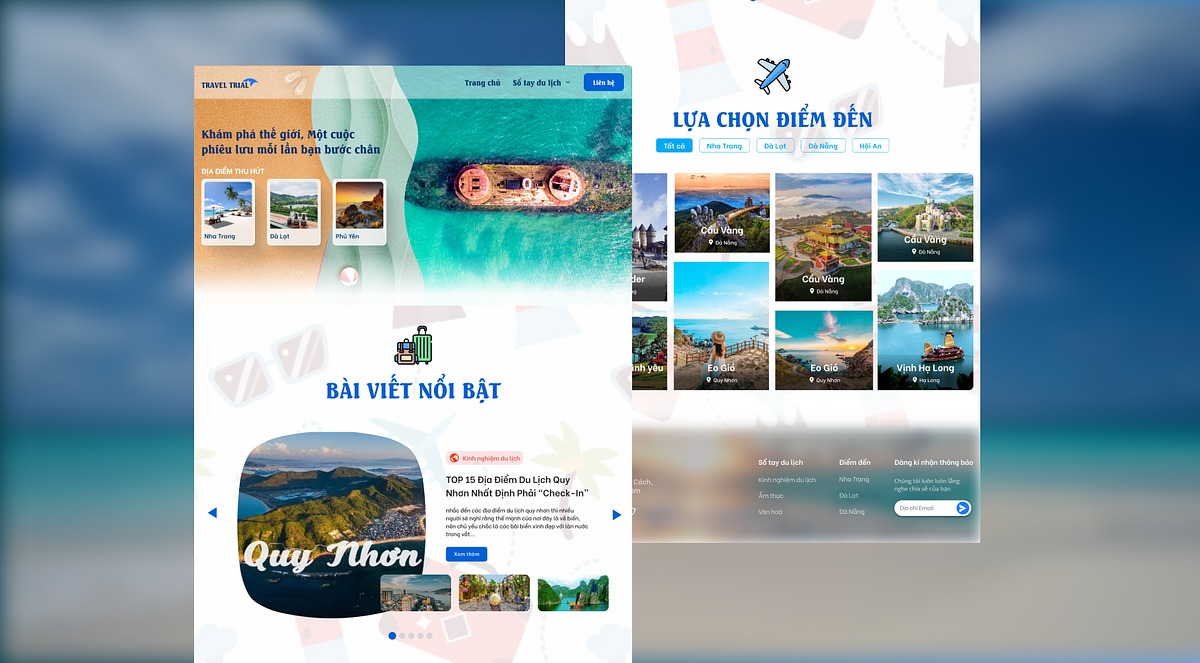 TRAVEL TRIAL
Trang chủ
Sổ tay du lịch
Liên hệ
Khám phá thế giới, Một cuộc
phiêu lưu mỗi lần bạn bước chân
ĐỊA ĐIỂM THU HÚT
Nha Trang
Đà Lạt
Phú Yên
BÀI VIẾT NỔI BẬT
Quy Nhơn
Kinh nghiệm du lịch
TOP 15 Địa Điểm Du Lịch Quy
Nhơn Nhất Định Phải “Check-In”
nhắc đến các địa điểm du lịch quy nhơn thì nhiều
người sẽ nghĩ rằng thế mạnh của nơi đây là về biển,
nên chủ yếu chắc là các bãi biển xinh đẹp với làn nước
trong vắt...
Xem thêm
LỰA CHỌN ĐIỂM ĐẾN
Tất cả
Nha Trang
Đà Lạt
Đà Nẵng
Hội An
Cầu Vàng
Đà Nẵng
Cầu Vàng
Đà Nẵng
Cầu Vàng
Đà Nẵng
der
ng
ình yêu
Eo Gió
Quy Nhơn
Eo Gió
Quy Nhơn
Vịnh Hạ Long
Hạ Long
Cách,
Sổ tay du lịch
Kinh nghiệm du lịch
Ẩm thực
Văn hoá
Điểm đến
Nha Trang
Đà Lạt
Đà Nẵng
Đăng kí nhận thông báo
Chúng tôi luôn luôn lắng
nghe chia sẻ của bạn
Địa chỉ Email